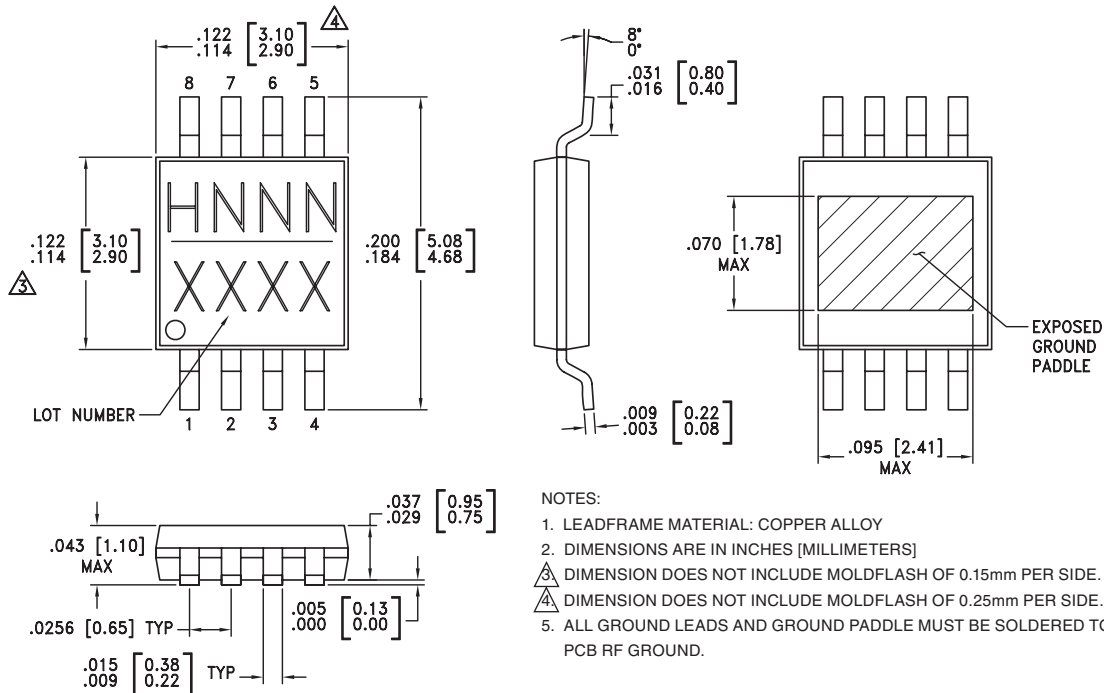 .122 [3.10]
.114 [2.90]
4
8 7 6 5
HNNN
XXXX
.122 [3.10]
.114 [2.90]
3
.200 [5.08]
.184 [4.68]
LOT NUMBER
1 2 3 4
8°
0°
.031 [0.80]
.016 [0.40]
.009 [0.22]
.003 [0.08]
.070 [1.78]
MAX
EXPOSED
GROUND
PADDLE
.095 [2.41]
MAX
.037 [0.95]
.029 [0.75]
.043 [1.10]
MAX
.005 [0.13]
.000 [0.00]
.0256 [0.65] TYP
.015 [0.38]
.009 [0.22] TYP
NOTES:
1. LEADFRAME MATERIAL: COPPER ALLOY
2. DIMENSIONS ARE IN INCHES [MILLIMETERS]
3. DIMENSION DOES NOT INCLUDE MOLDFLASH OF 0.15mm PER SIDE.
4. DIMENSION DOES NOT INCLUDE MOLDFLASH OF 0.25mm PER SIDE.
5. ALL GROUND LEADS AND GROUND PADDLE MUST BE SOLDERED TO
PCB RF GROUND.